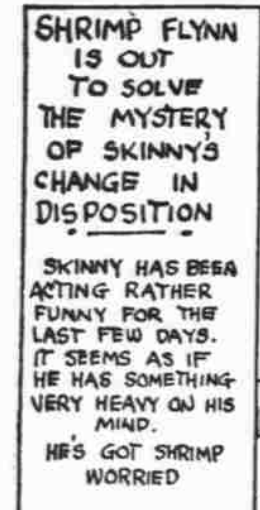 SHRIMP FLYNN
IS OUT
TO SOLVE
THE MYSTERY
OF SKINNY'S
CHANGE IN
DISPOSITION
SKINNY HAS BEEN
ACTING RATHER
FUNNY FOR THE
LAST FEW DAYS.
IT SEEMS AS IF
HE HAS SOMETHING
VERY HEAVY ON HIS
MIND.
HE'S GOT SHRIMP
WORRIED